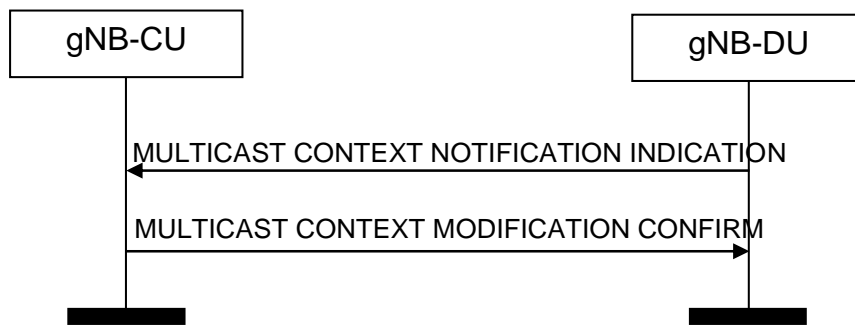 gNB-CU
gNB-DU
MULTICAST CONTEXT NOTIFICATION INDICATION
MULTICAST CONTEXT MODIFICATION CONFIRM